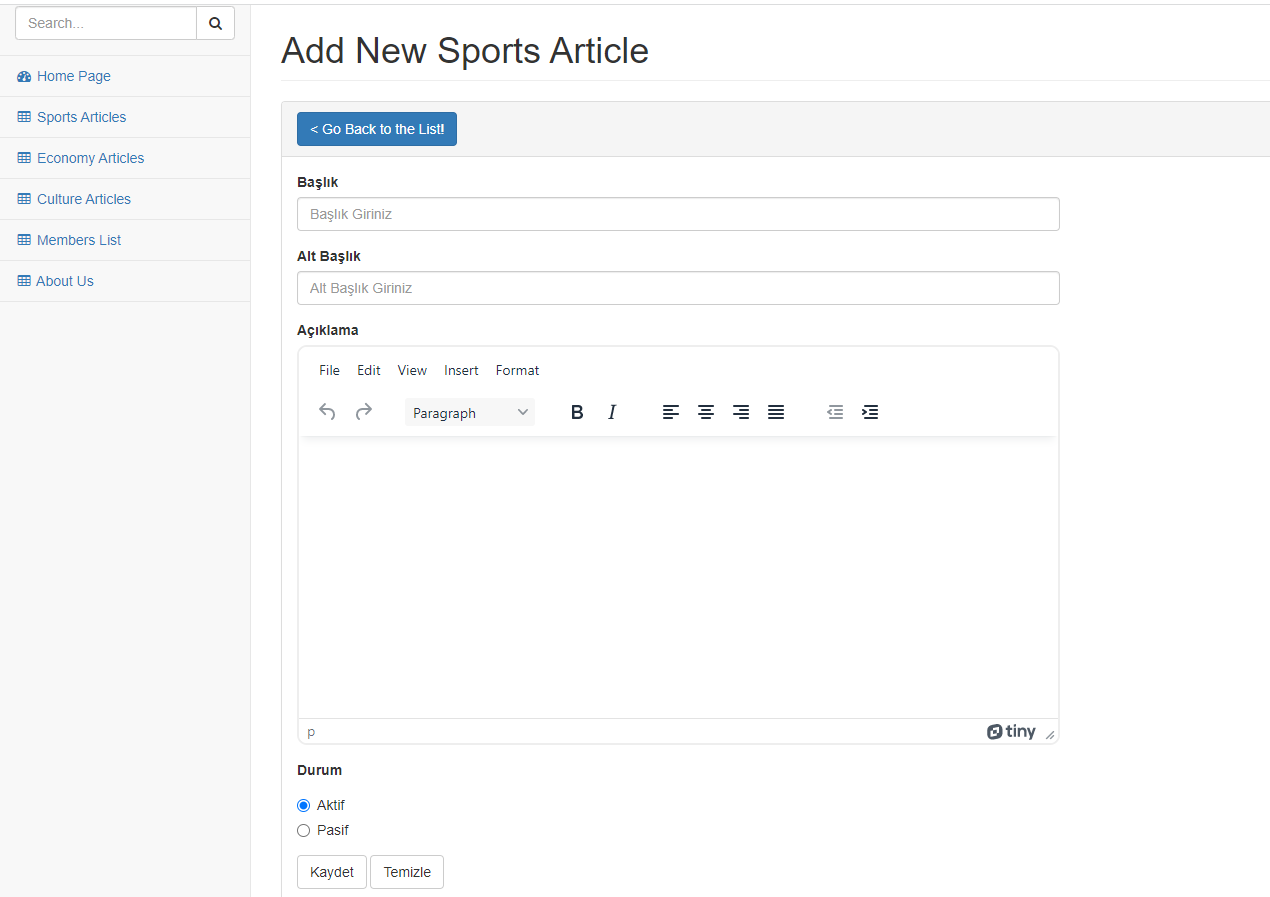 Search...
Home Page
Sports Articles
Economy Articles
Culture Articles
Members List
About Us
Add New Sports Article
< Go Back to the List!
Başlık
Başlık Giriniz
Alt Başlık
Alt Başlık Giriniz
Açıklama
File Edit View Insert Format
Paragraph B I
p tiny
Durum
Aktif
Pasif
Kaydet Temizle